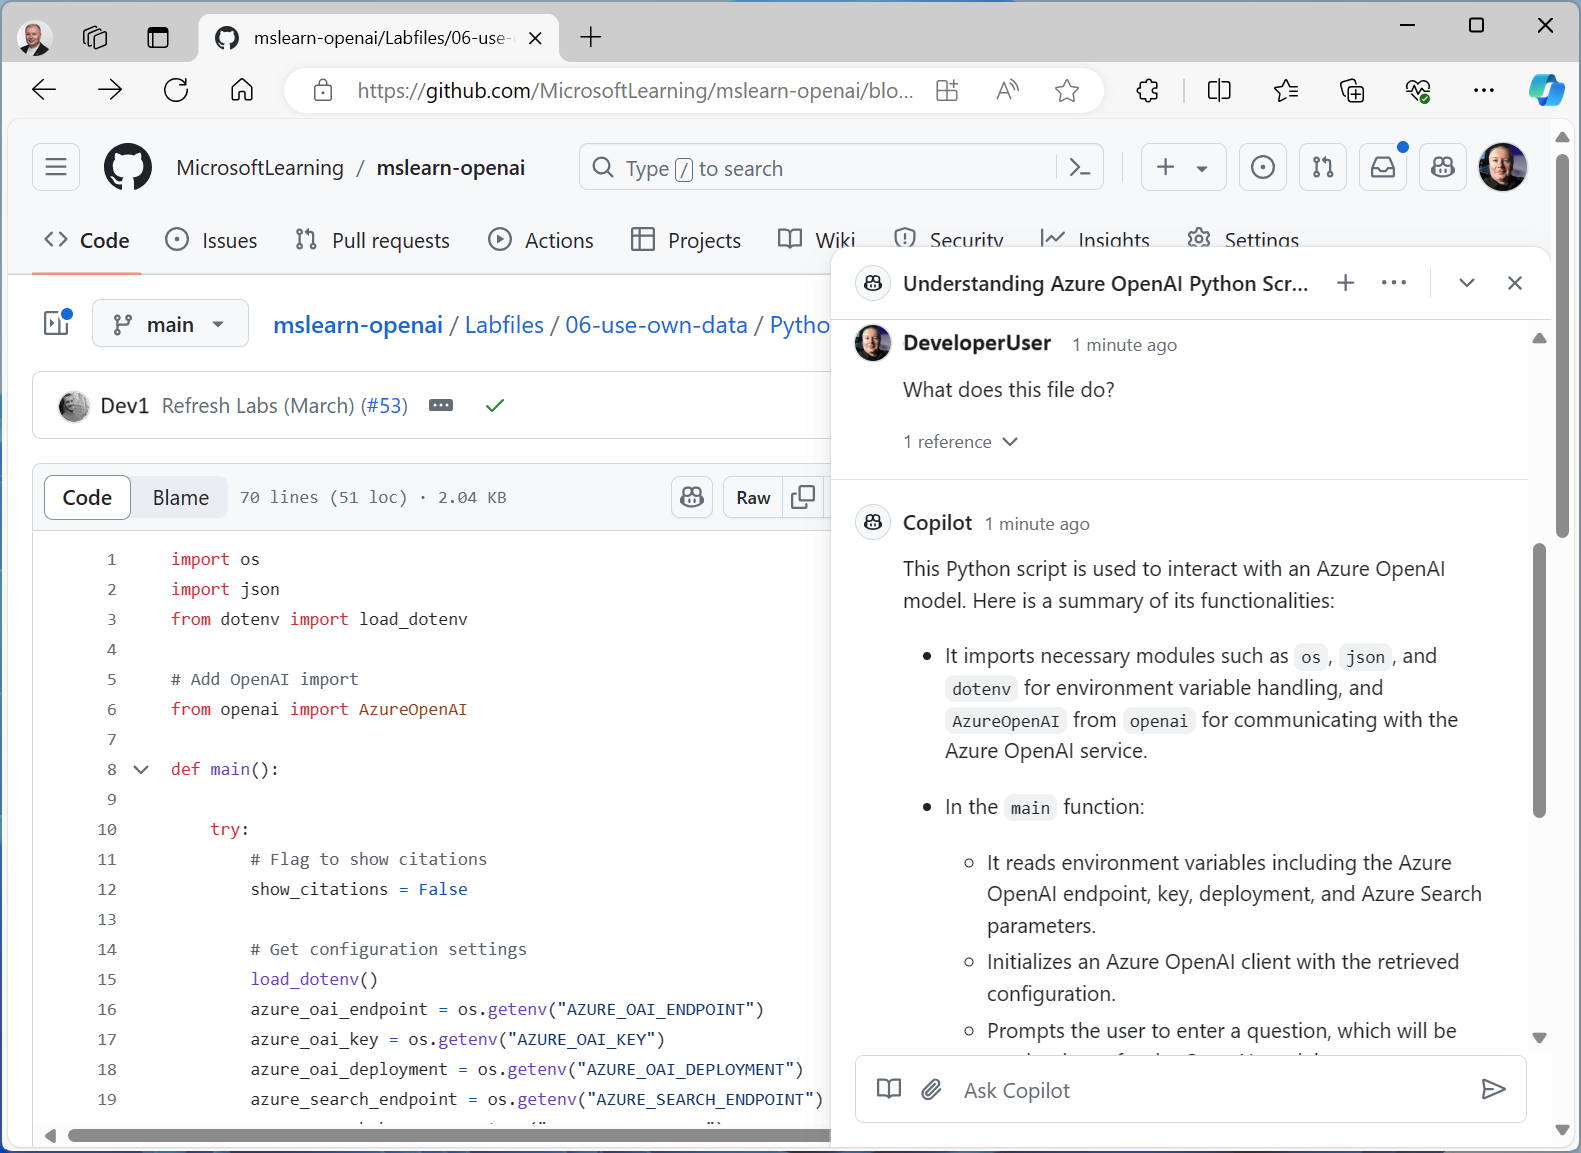 mslearn-openai/Labfiles/06-use-
https://github.com/MicrosoftLearning/mslearn-openai/blo...
MicrosoftLearning / mslearn-openai
Type / to search
Code Issues Pull requests Actions Projects Wiki Security Insights Settings
main
mslearn-openai / Labfiles / 06-use-own-data / Pytho
Dev1 Refresh Labs (March) (#53)
Code Blame 70 lines (51 loc) · 2.04 KB Raw
1 import os
2 import json
3 from dotenv import load_dotenv
4
5 # Add OpenAI import
6 from openai import AzureOpenAI
7
8 def main():
9
10 try:
11 # Flag to show citations
12 show_citations = False
13
14 # Get configuration settings
15 load_dotenv()
16 azure_oai_endpoint = os.getenv("AZURE_OAI_ENDPOINT")
17 azure_oai_key = os.getenv("AZURE_OAI_KEY")
18 azure_oai_deployment = os.getenv("AZURE_OAI_DEPLOYMENT")
19 azure_search_endpoint = os.getenv("AZURE_SEARCH_ENDPOINT")
Understanding Azure OpenAI Python Scr...
DeveloperUser 1 minute ago
What does this file do?
1 reference
Copilot 1 minute ago
This Python script is used to interact with an Azure OpenAI
model. Here is a summary of its functionalities:
• It imports necessary modules such as os, json, and
dotenv for environment variable handling, and
AzureOpenAI from openai for communicating with the
Azure OpenAI service.
• In the main function:
○ It reads environment variables including the Azure
OpenAI endpoint, key, deployment, and Azure Search
parameters.
○ Initializes an Azure OpenAI client with the retrieved
configuration.
○ Prompts the user to enter a question, which will be
Ask Copilot